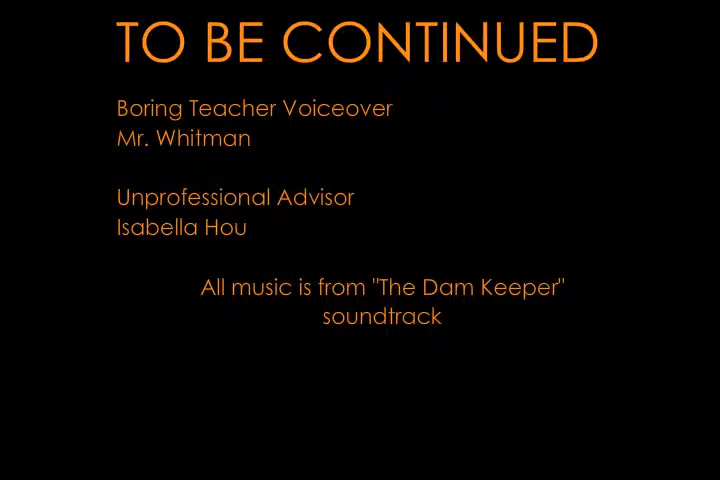 TO BE CONTINUED
Boring Teacher Voiceover
Mr. Whitman
Unprofessional Advisor
Isabella Hou
All music is from "The Dam Keeper"
soundtrack